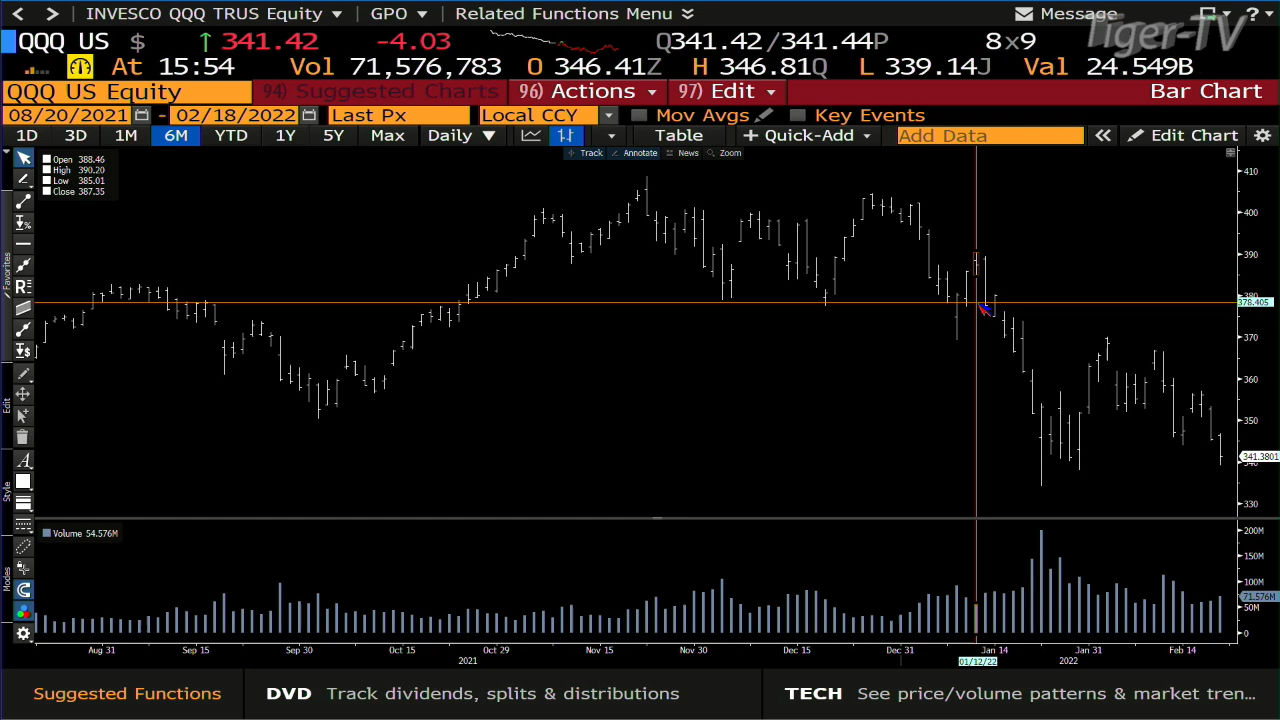 INVESCO QQQ TRUS Equity GPO Related Functions Menu Message ?
Tiger-TV
QQQ US $ ↑ 341.42 -4.03 Q341.42/341.44P 8x9
At 15:54 Vol 71,576,783 O 346.41Z H 346.81Q L 339.14J Val 24.549B
QQQ US Equity 94) Suggested Charts 96) Actions 97) Edit Bar Chart
08/20/2021 - 02/18/2022 Last Px Local CCY Mov Avgs Key Events
1D 3D 1M 6M YTD 1Y 5Y Max Daily ▼ Table + Quick-Add Add Data « Edit Chart
Track Annotate News Zoom
Open 388.46
High 390.20
Low 385.01
Close 387.35
410
400
390
380
378.405
370
360
350
341.3801
340
330
Favorites
Edit
Style
Modes
Volume 54.576M
200M
150M
100M
71.576M
50M
0
Aug 31 Sep 15 Sep 30 Oct 15 Oct 29 Nov 15 Nov 30 Dec 15 Dec 31 Jan 14 Jan 31 Feb 14
2021 01/12/22 2022
Suggested Functions DVD Track dividends, splits & distributions TECH See price/volume patterns & market tren...